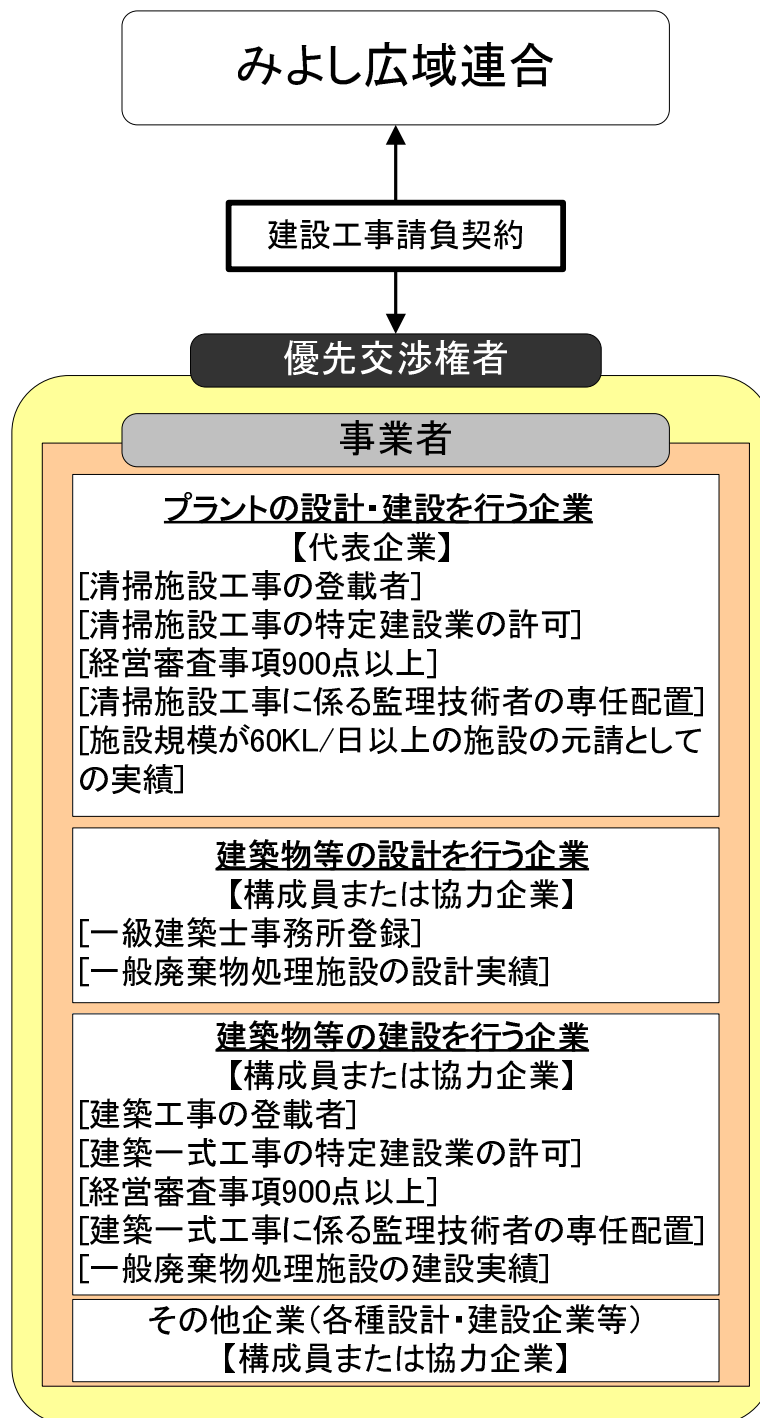 みよし広域連合
建設工事請負契約
優先交渉権者
事業者
プラントの設計・建設を行う企業
【代表企業】
[清掃施設工事の登載者]
[清掃施設工事の特定建設業の許可]
[経営審査事項900点以上]
[清掃施設工事に係る監理技術者の専任配置]
[施設規模が60KL/日以上の施設の元請として
の実績]
建築物等の設計を行う企業
【構成員または協力企業】
[一級建築士事務所登録]
[一般廃棄物処理施設の設計実績]
建築物等の建設を行う企業
【構成員または協力企業】
[建築工事の登載者]
[建築一式工事の特定建設業の許可]
[経営審査事項900点以上]
[建築一式工事に係る監理技術者の専任配置]
[一般廃棄物処理施設の建設実績]
その他企業(各種設計・建設企業等)
【構成員または協力企業】